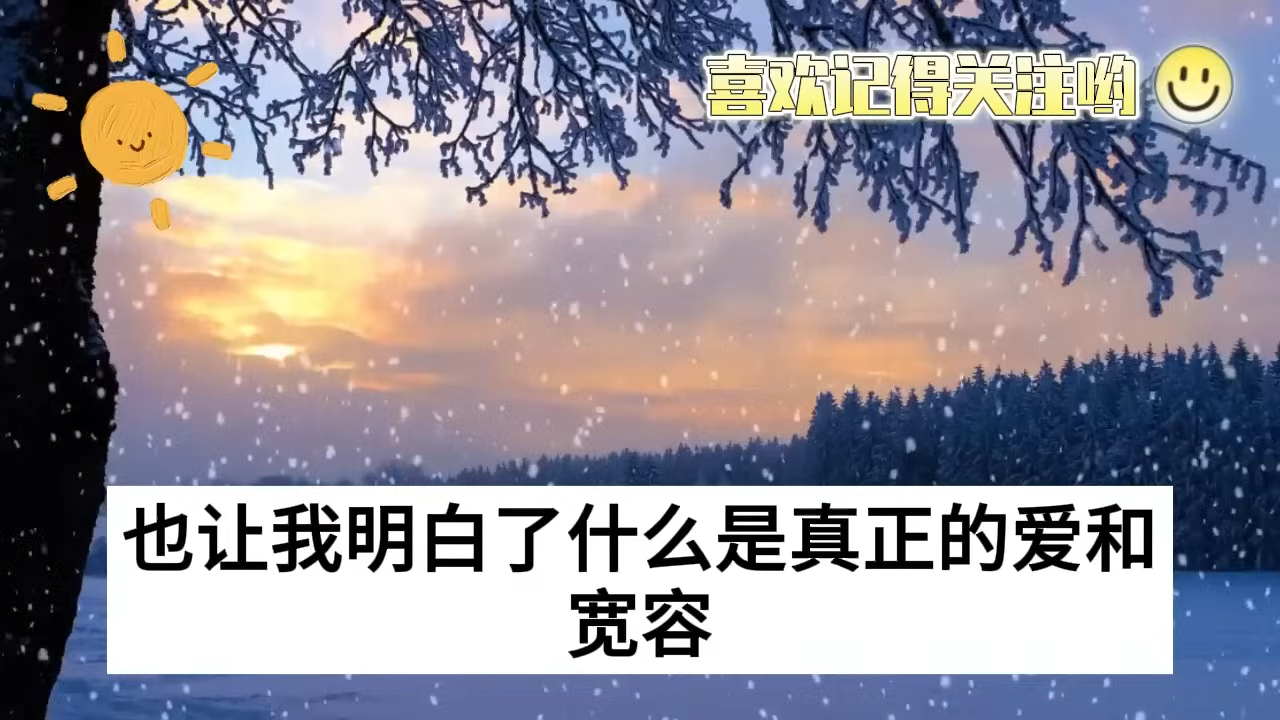 喜欢记得关注哟
也让我明白了什么是真正的爱和
宽容